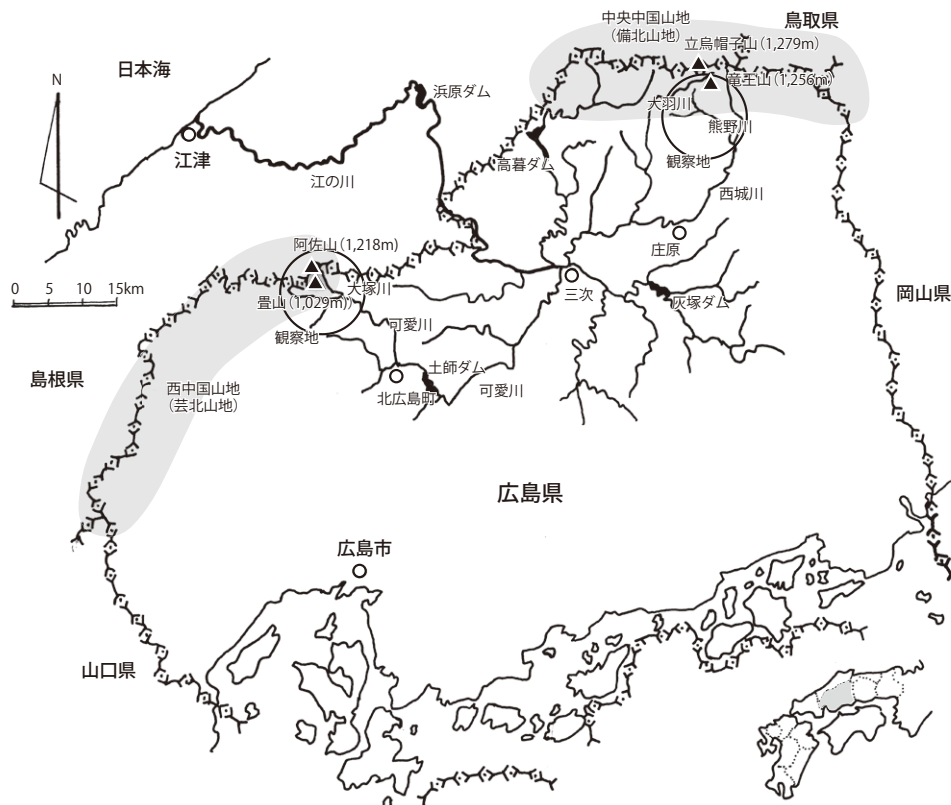 中央中国山地
(備北山地)
鳥取県
立烏帽子山(1,279m)
竜王山(1,256m)
日本海
N
浜原ダム
大羽川
熊野川
江津
高暮ダム
観察地
江の川
西城川
庄原
阿佐山(1,218m)
0 5 10 15km
大塚川
三次
岡山県
畳山(1,029m))
灰塚ダム
可愛川
観察地
土師ダム
島根県
西中国山地
(芸北山地)
北広島町
可愛川
広島県
広島市
山口県